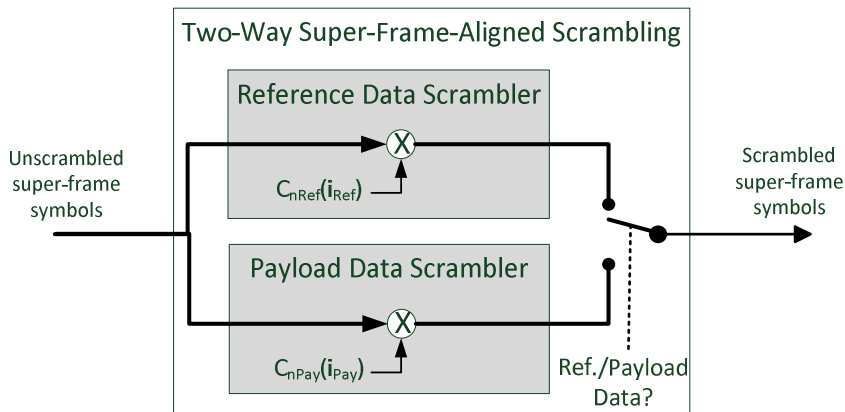 Two-Way Super-Frame-Aligned Scrambling
Reference Data Scrambler
X
CnRef(iRef)
Unscrambled
super-frame
symbols
Scrambled
super-frame
symbols
Payload Data Scrambler
X
CnPay(iPay)
Ref./Payload
Data?